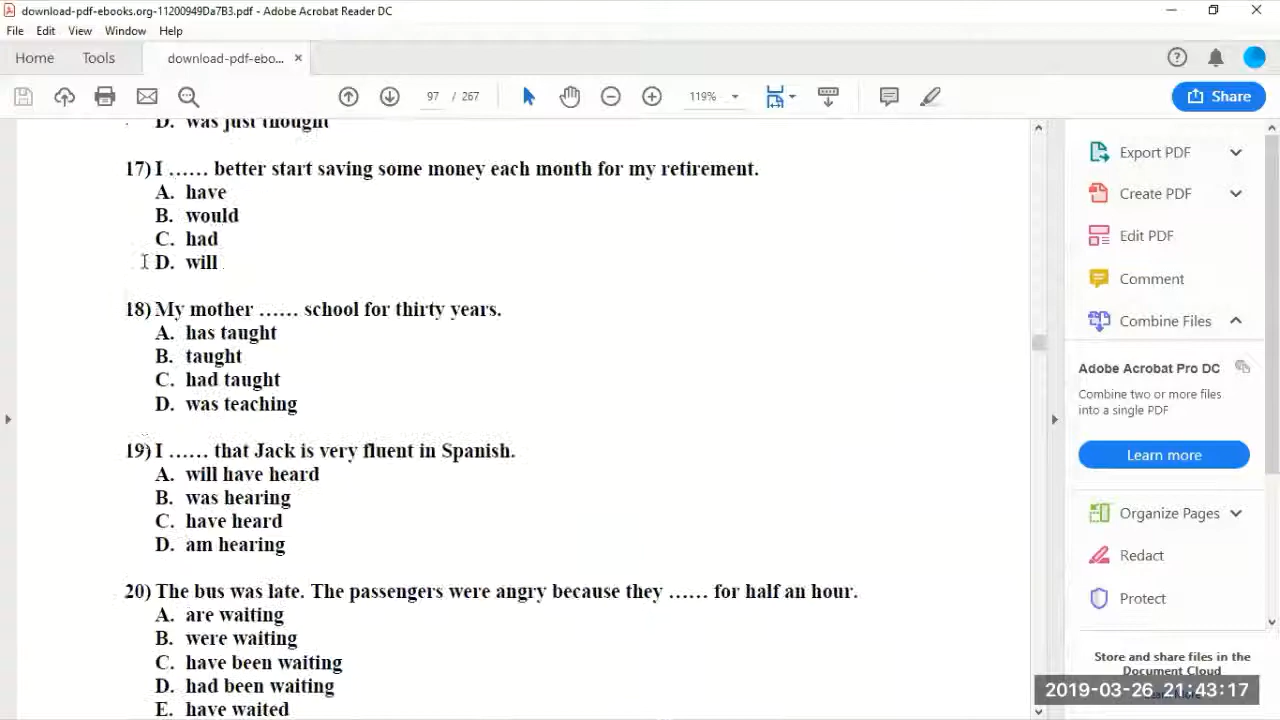 download-pdf-ebooks.org-11200949Da7B3.pdf - Adobe Acrobat Reader DC
File Edit View Window Help
Home Tools download-pdf-ebo... ×
97 / 267 119% Share
D. was just thought
17) I …… better start saving some money each month for my retirement.
A. have
B. would
C. had
D. will
18) My mother …… school for thirty years.
A. has taught
B. taught
C. had taught
D. was teaching
19) I …… that Jack is very fluent in Spanish.
A. will have heard
B. was hearing
C. have heard
D. am hearing
20) The bus was late. The passengers were angry because they …… for half an hour.
A. are waiting
B. were waiting
C. have been waiting
D. had been waiting
E. have waited
Export PDF
Create PDF
Edit PDF
Comment
Combine Files
Adobe Acrobat Pro DC
Combine two or more files
into a single PDF
Learn more
Organize Pages
Redact
Protect
Store and share files in the
Document Cloud
2019-03-26 21:43:17